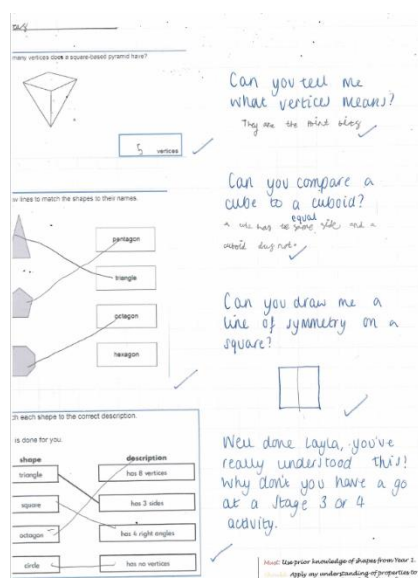 many vertices does a square-based pyramid have?
5 vertices
Can you tell me
what vertices means?
They are the
w lines to match the shapes to their names.
pentagon
triangle
octagon
hexagon
Can you compare a
cube to a cuboid?
equal
a has side and a
cuboid not.
Can you draw me a
line of symmetry on a
square?
ch each shape to the correct description.
is done for you.
shape description
triangle has 8 vertices
square has 3 sides
octagon has 4 right angles
circle has no vertices
Well done Layla, you've
really understood this!
Why don't you have a go
at a Stage 3 or 4
activity.
Must: Use prior knowledge of shapes from Year 1.
Apply my understanding of properties to